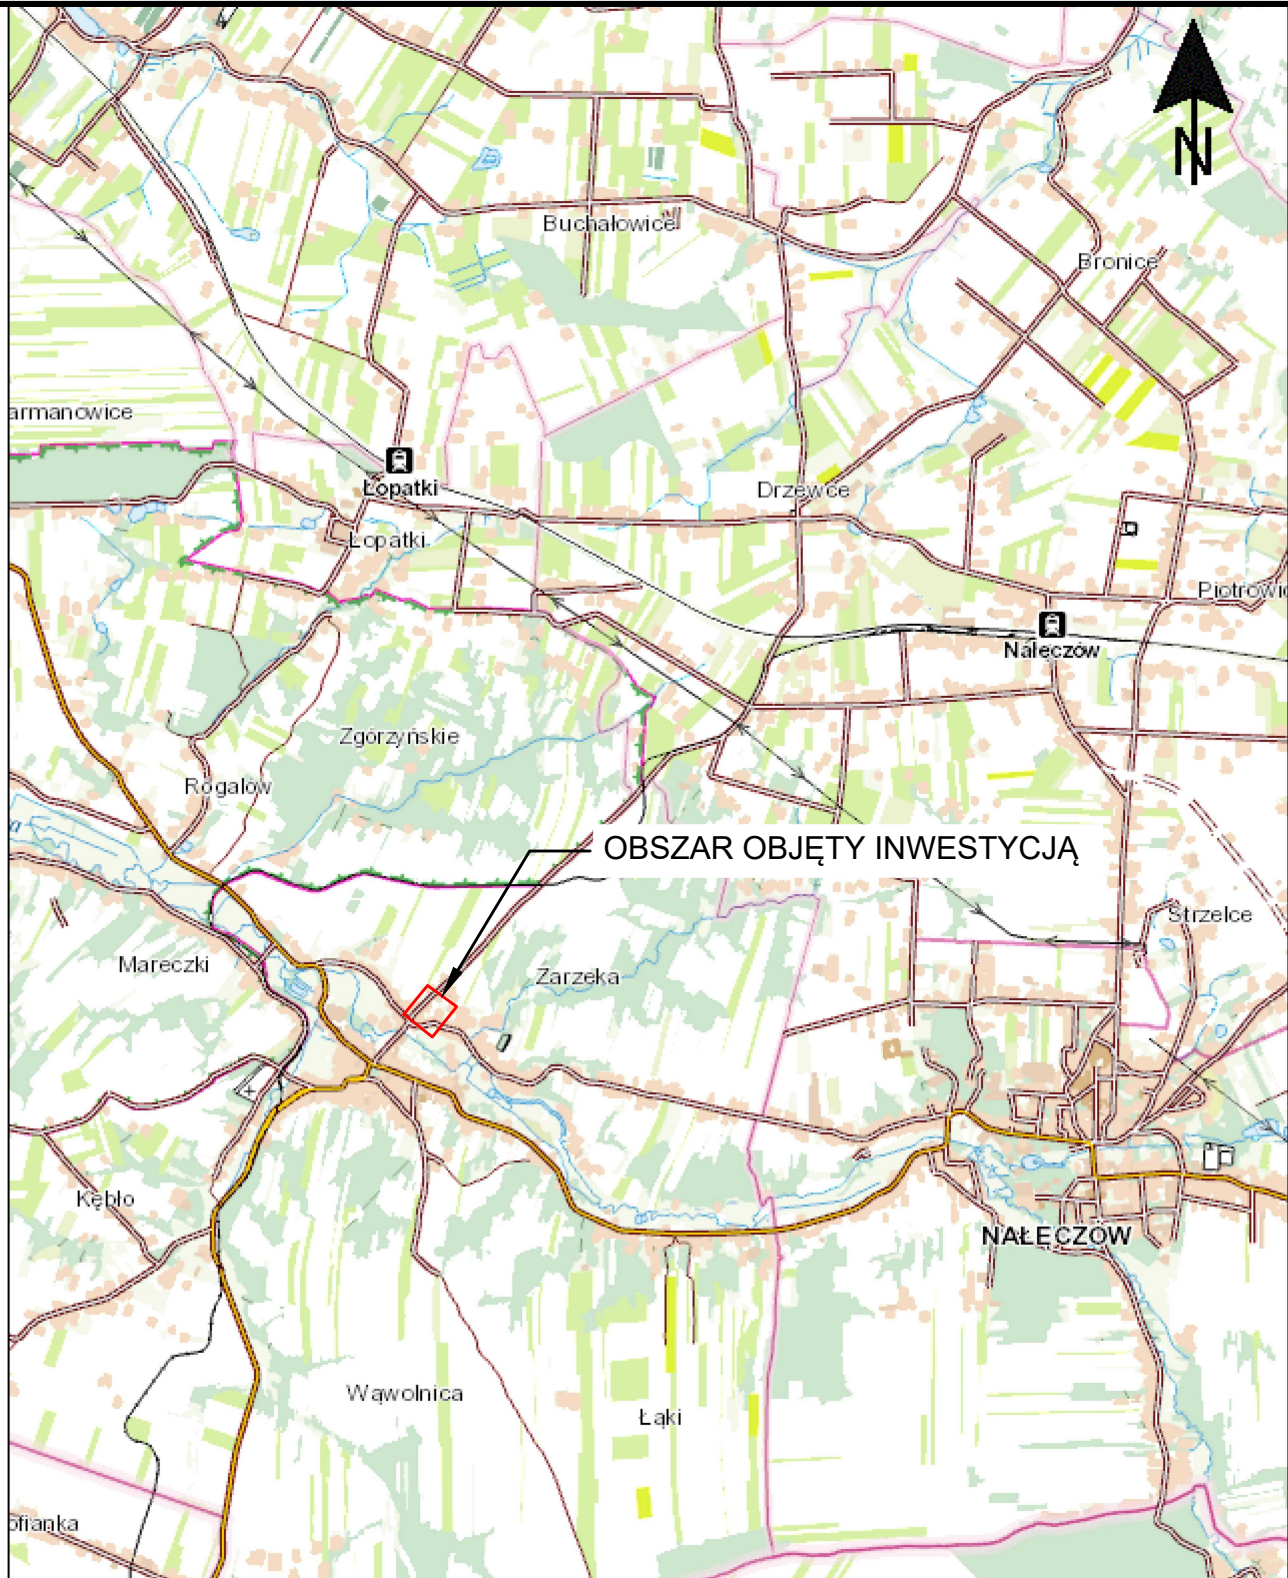 N
Buchałowice
Bronice
armanowice
Łopatki
Drzewce
Łopatki
Piotrowic
Nałęczów
Zgórzyńskie
Rogalów
OBSZAR OBJĘTY INWESTYCJĄ
Strzelce
Mareczki
Zarzeka
Kębło
NAŁĘCZÓW
Wąwolnica
Łąki
ofianka